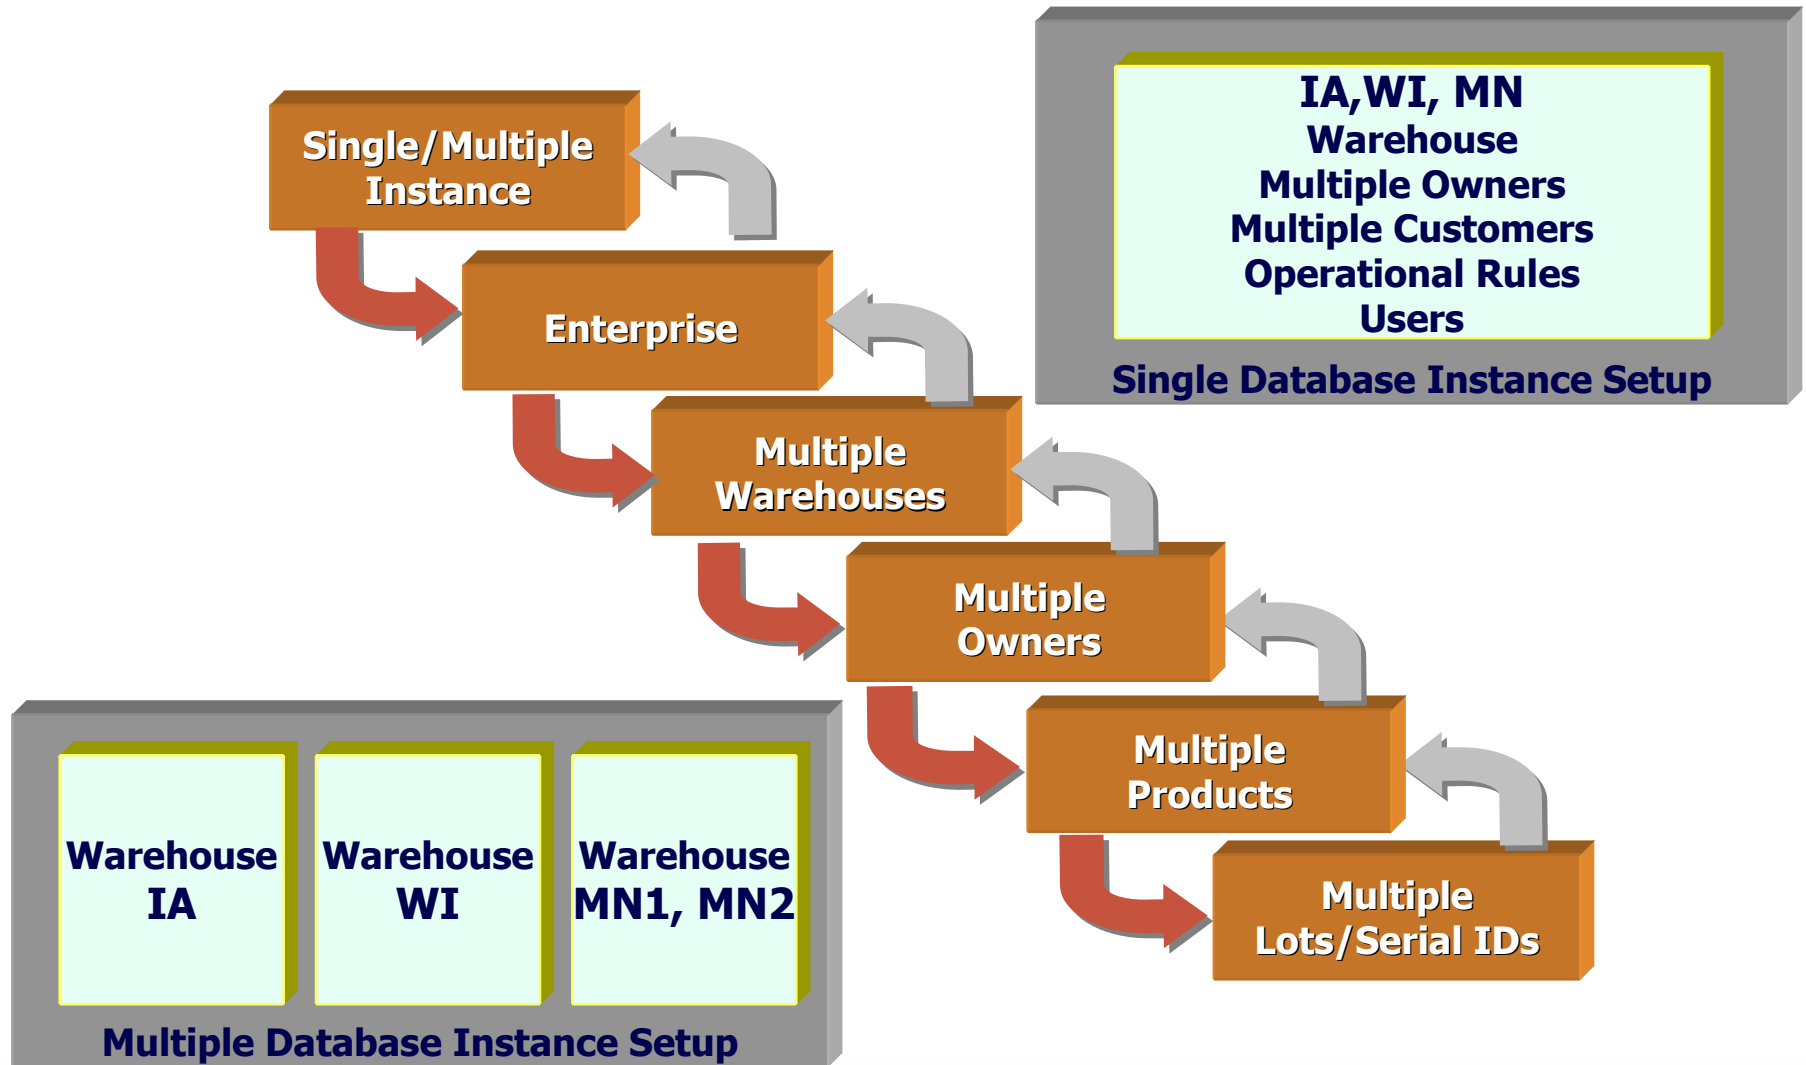 Single/Multiple
Instance
Enterprise
Multiple
Warehouses
Multiple
Owners
Multiple
Products
Multiple
Lots/Serial IDs
IA,WI, MN
Warehouse
Multiple Owners
Multiple Customers
Operational Rules
Users
Single Database Instance Setup
Warehouse
IA
Warehouse
WI
Warehouse
MN1, MN2
Multiple Database Instance Setup